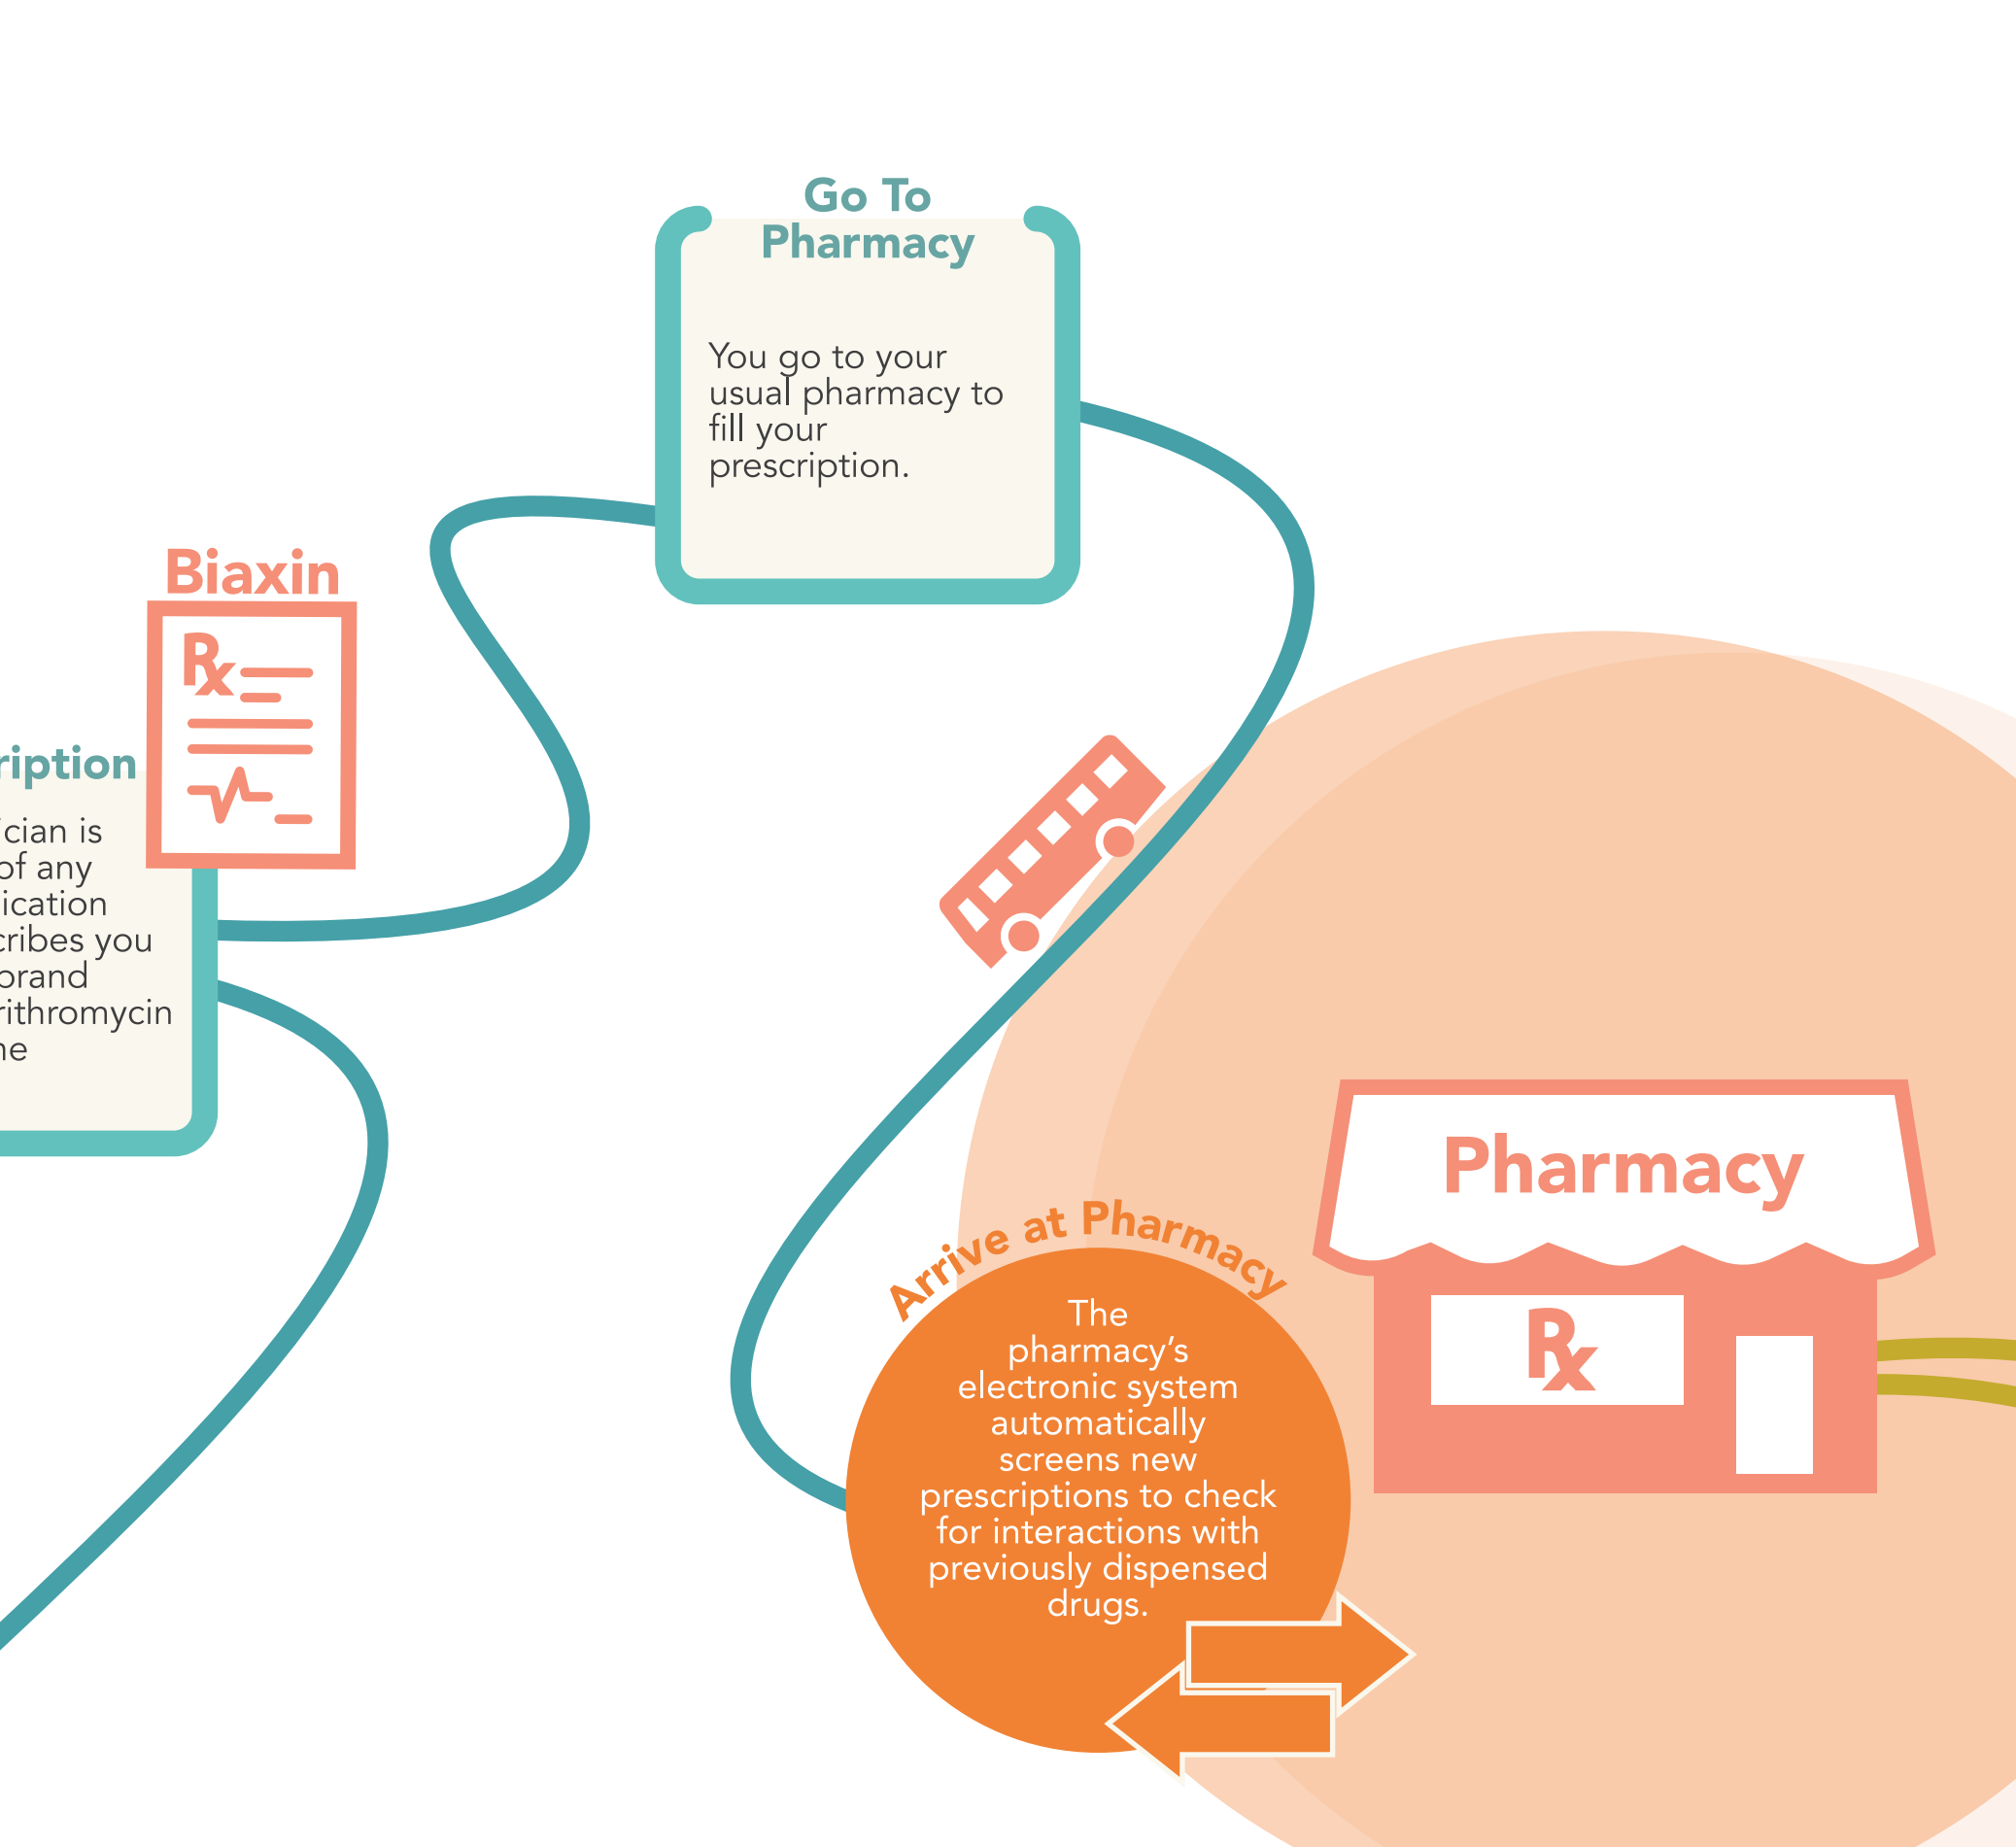 Go To
Pharmacy
You go to your
usual pharmacy to
fill your
prescription.
Biaxin
Rx
ription
cian is
of any
ication
cribes you
brand
rithromycin
ne
Arrive at Pharmacy
The
pharmacy’s
electronic system
automatically
screens new
prescriptions to check
for interactions with
previously dispensed
drugs.
Pharmacy
Rx